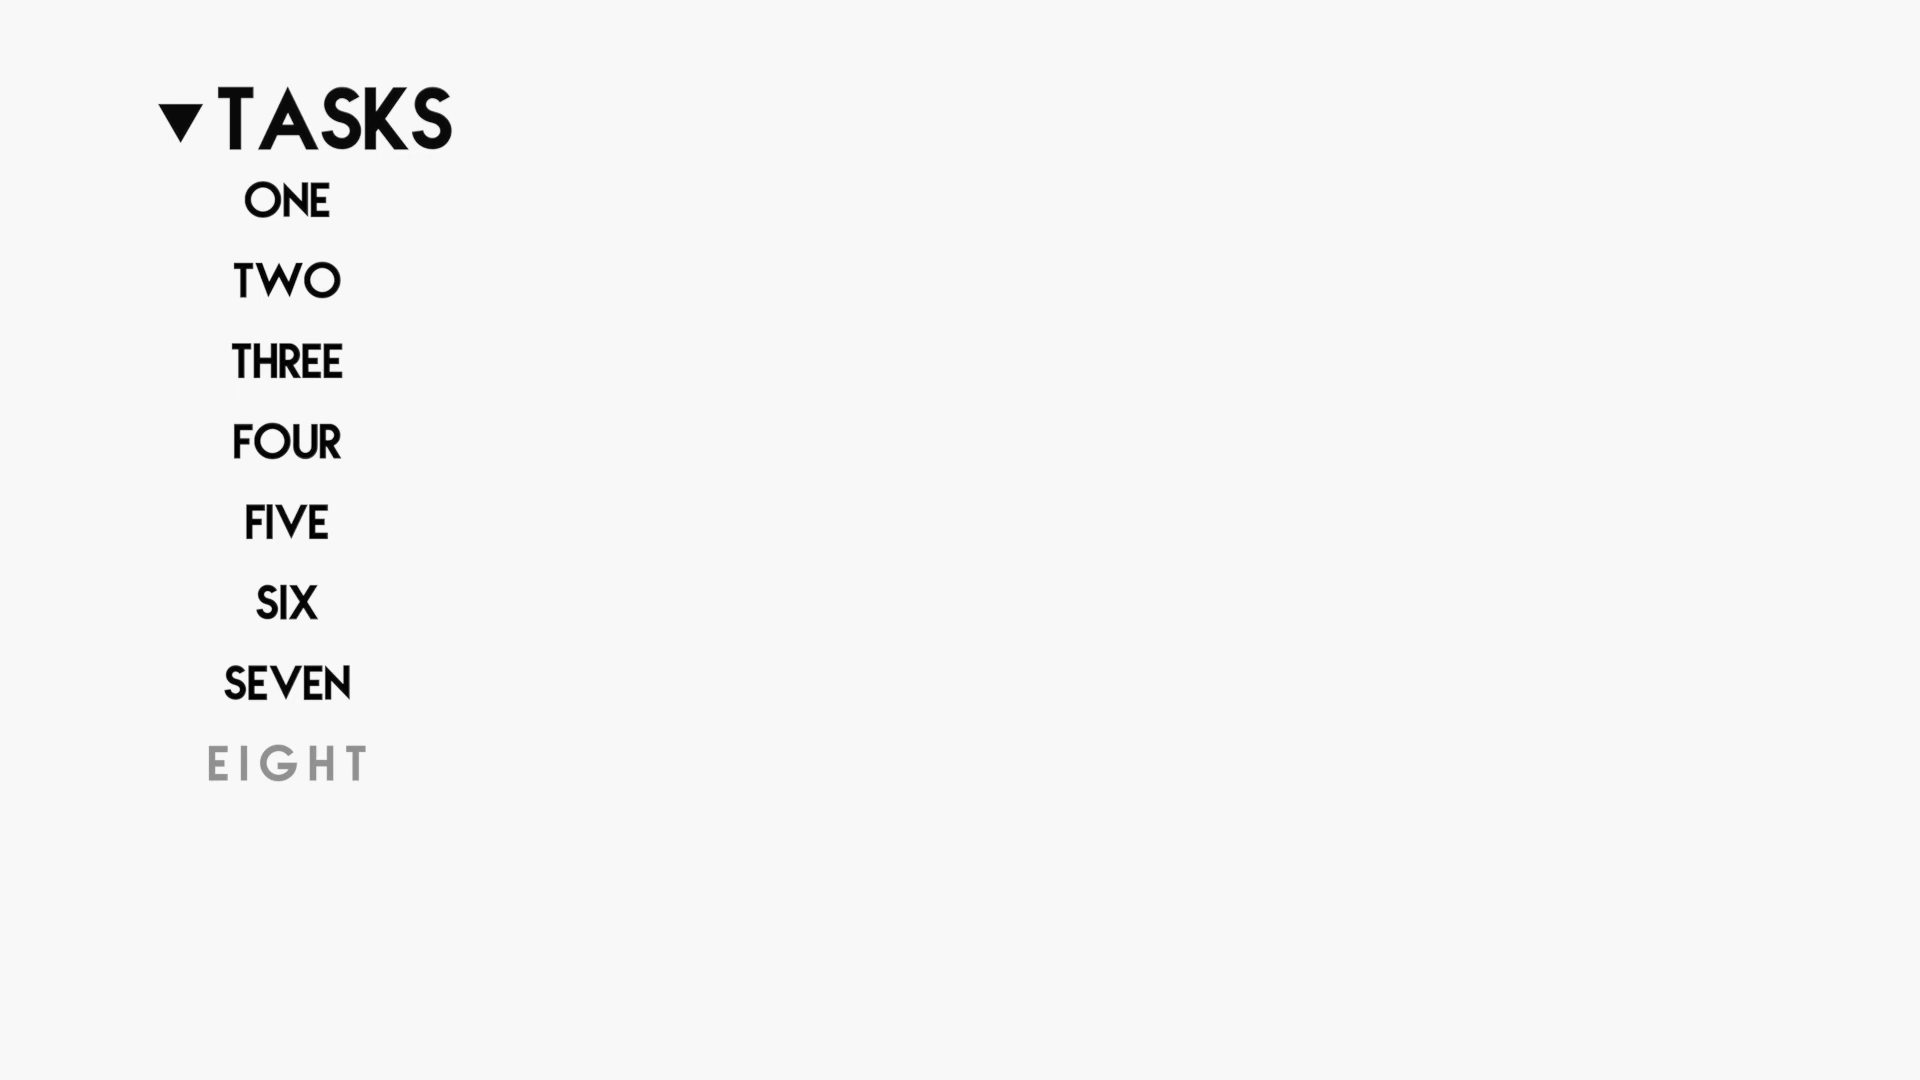 TASKS
ONE
TWO
THREE
FOUR
FIVE
SIX
SEVEN
EIGHT